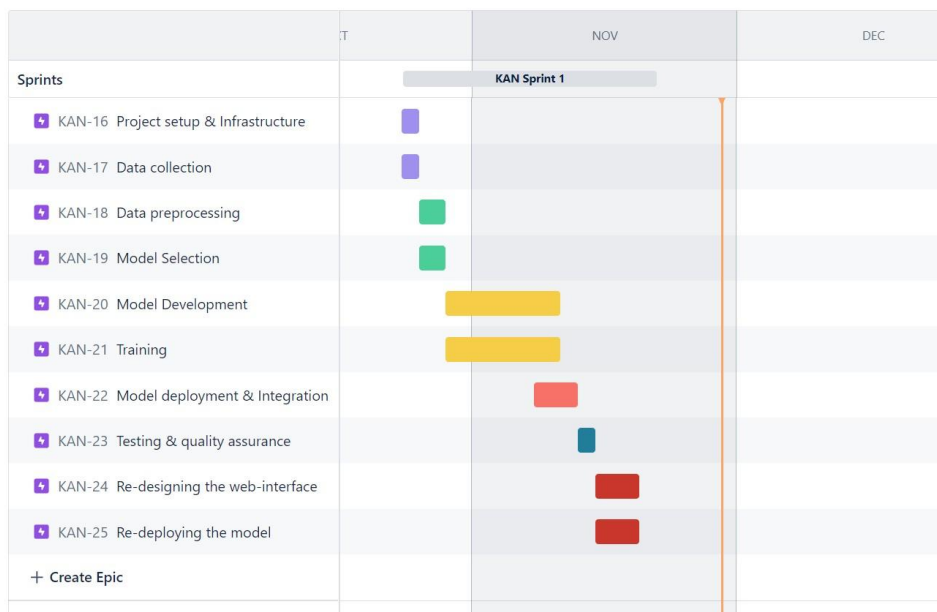 CT NOV DEC
Sprints KAN Sprint 1
KAN-16 Project setup & Infrastructure
KAN-17 Data collection
KAN-18 Data preprocessing
KAN-19 Model Selection
KAN-20 Model Development
KAN-21 Training
KAN-22 Model deployment & Integration
KAN-23 Testing & quality assurance
KAN-24 Re-designing the web-interface
KAN-25 Re-deploying the model
+ Create Epic